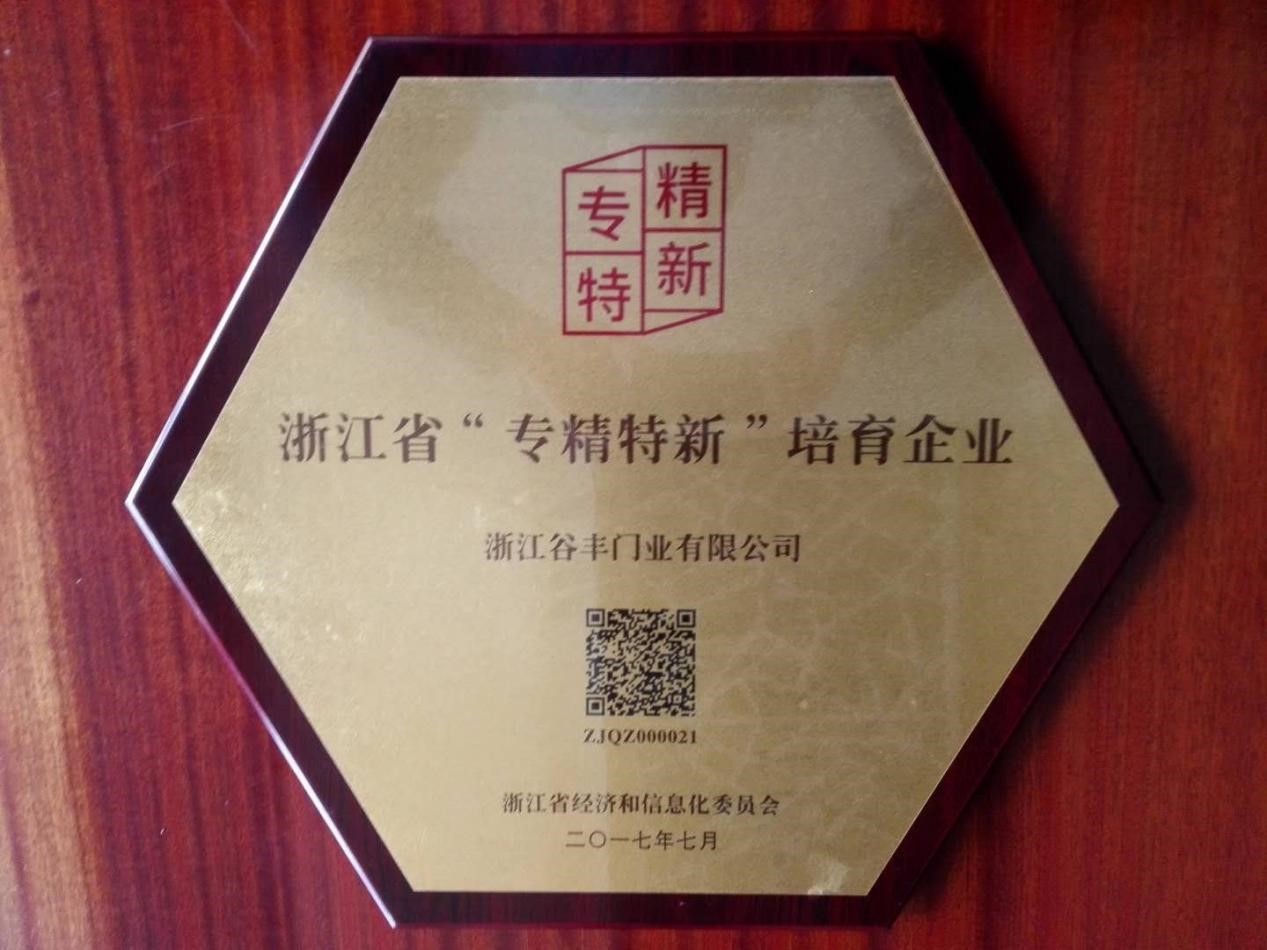 专精
特新
浙江省“专精特新”培育企业
浙江谷丰门业有限公司
ZJQZ000021
浙江省经济和信息化委员会
二〇一七年七月